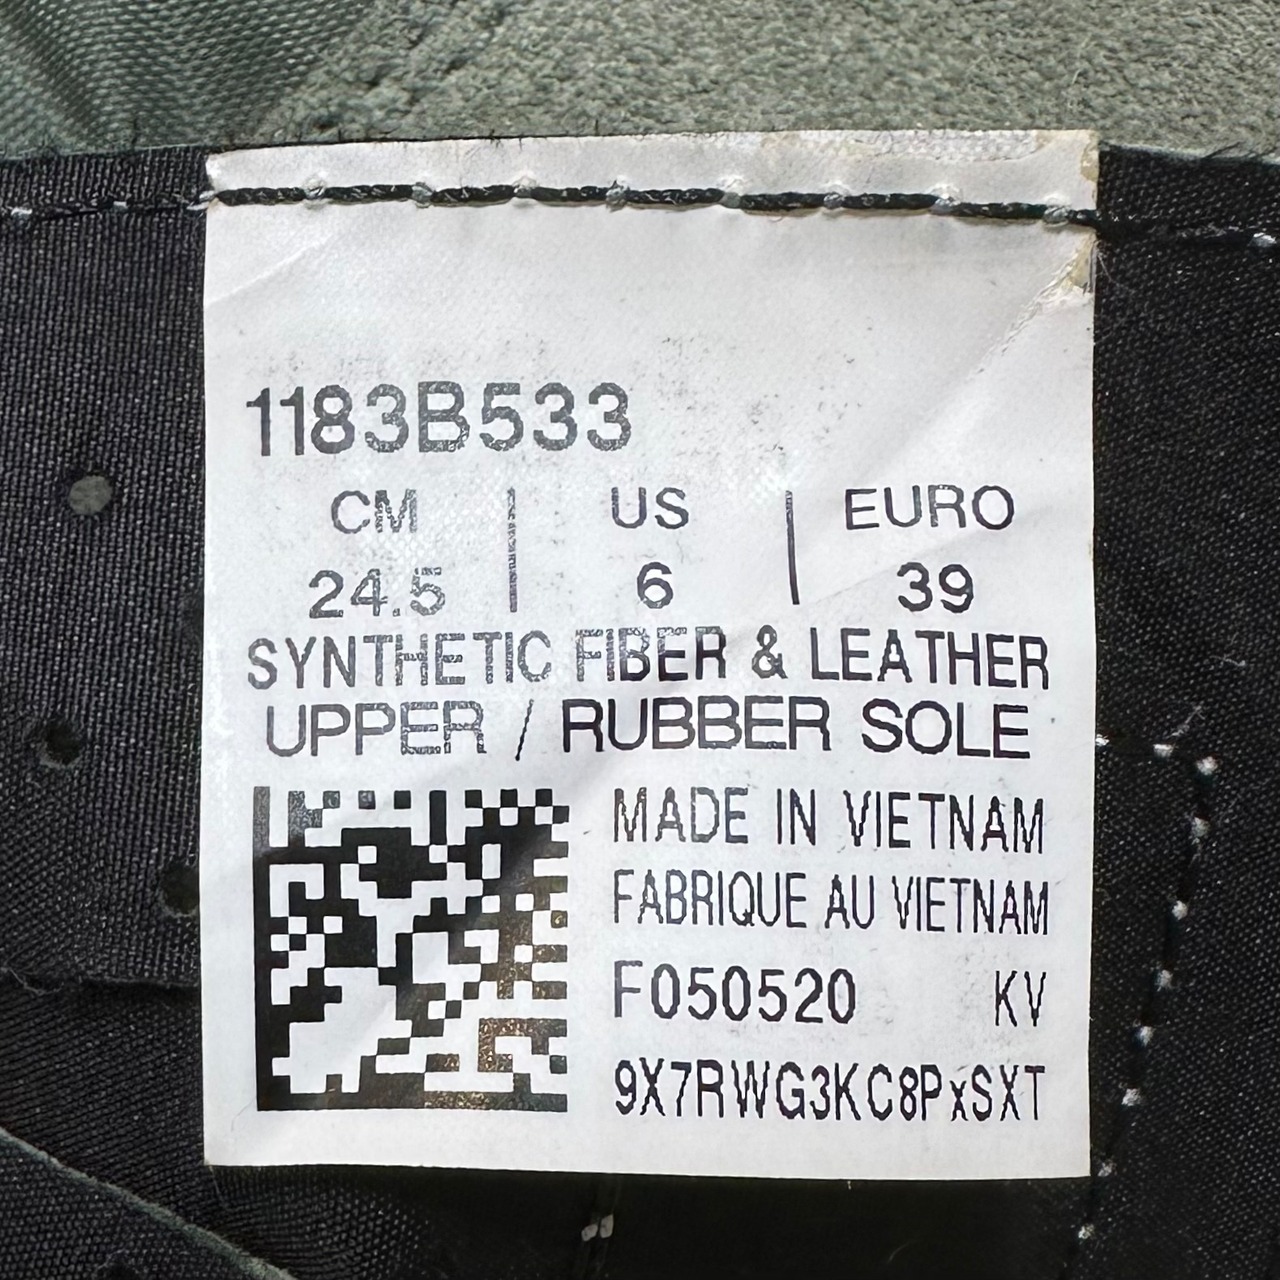 1183B533
CM | US | EURO
24.5 | 6 | 39
SYNTHETIC FIBER & LEATHER
UPPER / RUBBER SOLE
MADE IN VIETNAM
FABRIQUE AU VIETNAM
F050520 KV
9X7RWG3KC8PxSXT